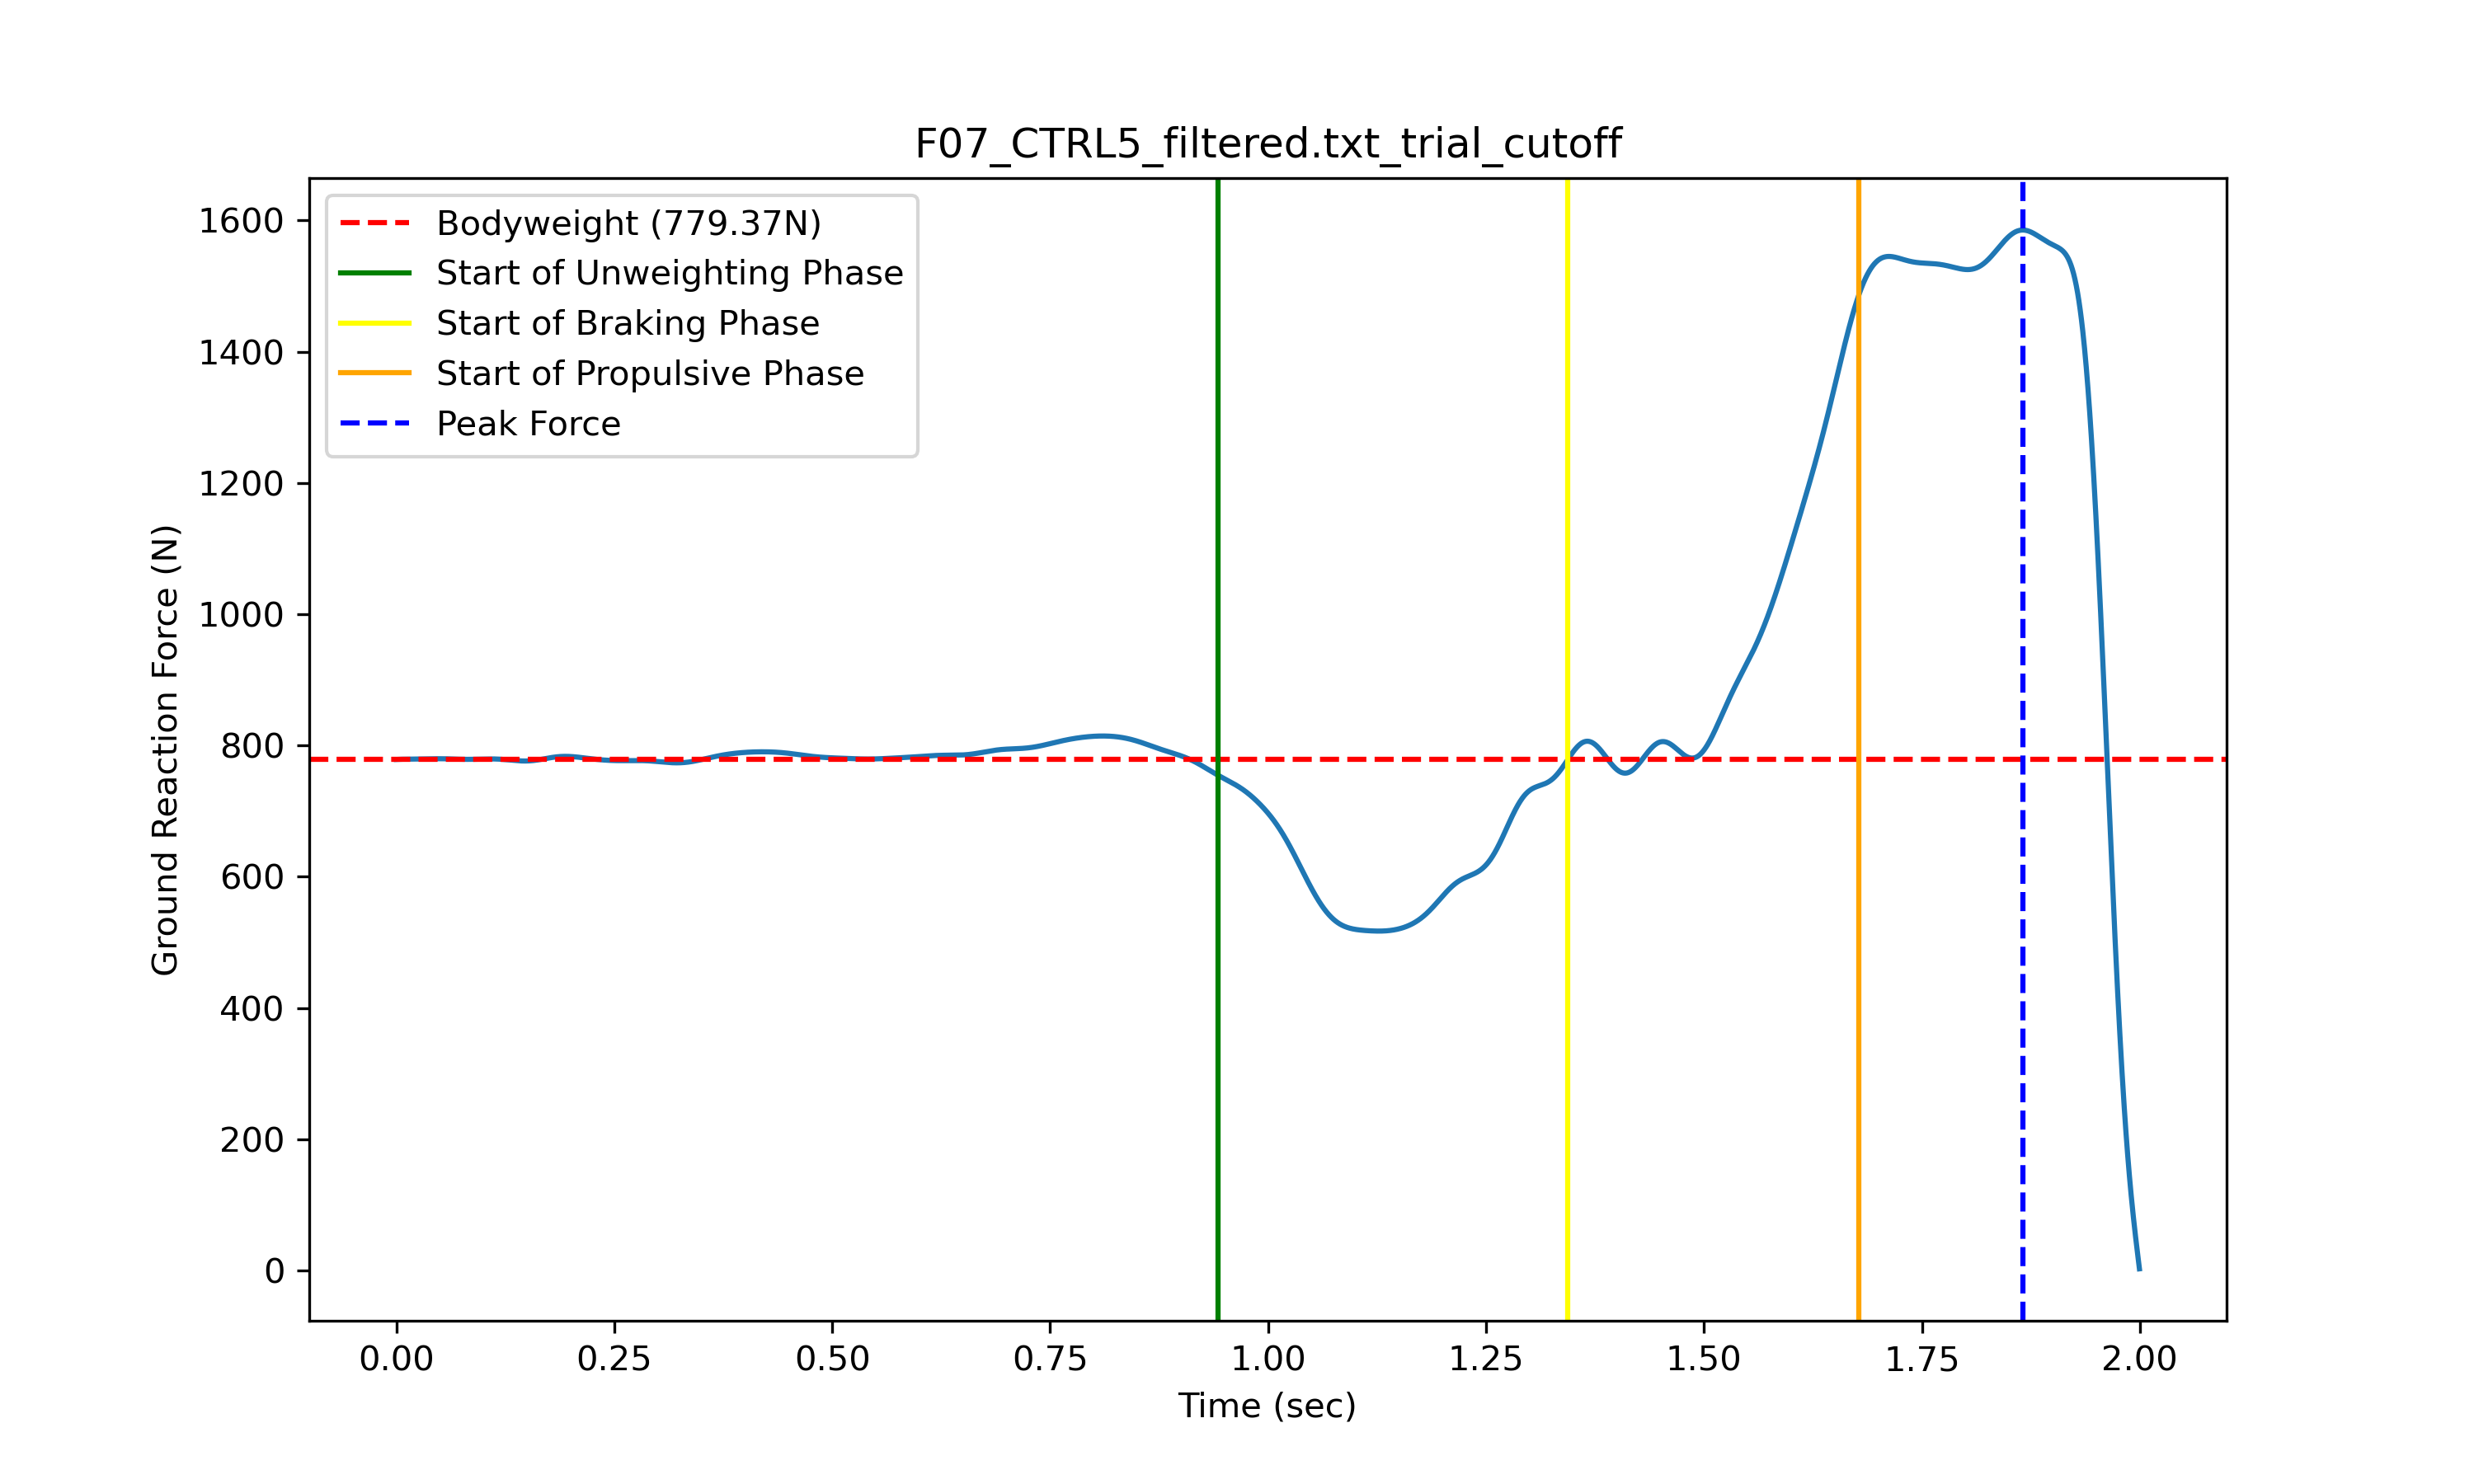 F07_CTRL5_filtered.txt_trial_cutoff
Bodyweight (779.37N)
Start of Unweighting Phase
Start of Braking Phase
Start of Propulsive Phase
Peak Force
Ground Reaction Force (N)
1600
1400
1200
1000
800
600
400
200
0
0.00 0.25 0.50 0.75 1.00 1.25 1.50 1.75 2.00
Time (sec)